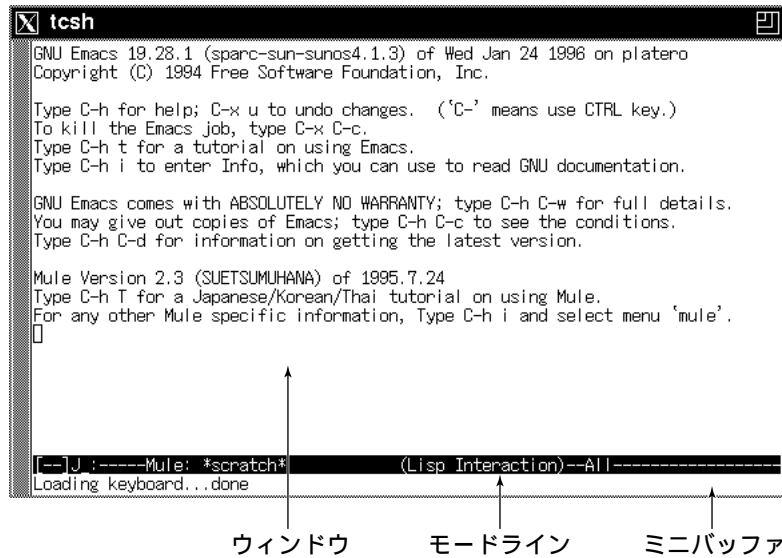 tcsh
GNU Emacs 19.28.1 (sparc-sun-sunos4.1.3) of Wed Jan 24 1996 on platero
Copyright (C) 1994 Free Software Foundation, Inc.
Type C-h for help; C-x u to undo changes.  (`C-' means use CTRL key.)
To kill the Emacs job, type C-x C-c.
Type C-h t for a tutorial on using Emacs.
Type C-h i to enter Info, which you can use to read GNU documentation.
GNU Emacs comes with ABSOLUTELY NO WARRANTY; type C-h C-w for full details.
You may give out copies of Emacs; type C-h C-c to see the conditions.
Type C-h C-d for information on getting the latest version.
Mule Version 2.3 (SUETSUMUHANA) of 1995.7.24
Type C-h T for a Japanese/Korean/Thai tutorial on using Mule.
For any other Mule specific information, Type C-h i and select menu `mule'.
[--]J_:-----Mule: *scratch*          (Lisp Interaction)--All------------------
Loading keyboard...done
ウィンドウ モードライン ミニバッファ